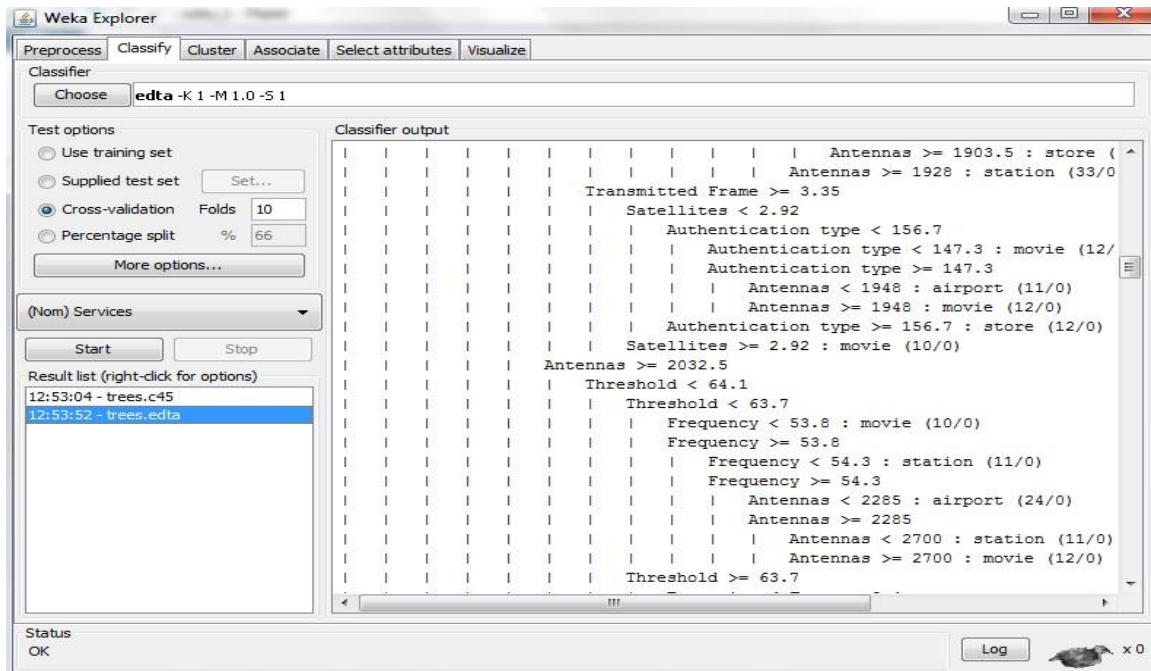 Weka Explorer
Preprocess Classify Cluster Associate Select attributes Visualize
Classifier
Choose edta -K 1 -M 1.0 -S 1
Test options
Use training set
Supplied test set Set...
Cross-validation Folds 10
Percentage split % 66
More options...
(Nom) Services
Start Stop
Result list (right-click for options)
12:53:04 - trees.c45
12:53:52 - trees.edta
Classifier output
| | | | | | | | | | | | Antennas >= 1903.5 : store (
| | | | | | | | | | | Antennas >= 1928 : station (33/0
| | | | | | Transmitted Frame >= 3.35
| | | | | | | Satellites < 2.92
| | | | | | | | Authentication type < 156.7
| | | | | | | | | Authentication type < 147.3 : movie (12/
| | | | | | | | | Authentication type >= 147.3
| | | | | | | | | | Antennas < 1948 : airport (11/0)
| | | | | | | | | | Antennas >= 1948 : movie (12/0)
| | | | | | | | Authentication type >= 156.7 : store (12/0)
| | | | | | | Satellites >= 2.92 : movie (10/0)
| | | | | Antennas >= 2032.5
| | | | | | Threshold < 64.1
| | | | | | | Threshold < 63.7
| | | | | | | | Frequency < 53.8 : movie (10/0)
| | | | | | | | Frequency >= 53.8
| | | | | | | | | Frequency < 54.3 : station (11/0)
| | | | | | | | | Frequency >= 54.3
| | | | | | | | | | Antennas < 2285 : airport (24/0)
| | | | | | | | | | Antennas >= 2285
| | | | | | | | | | | Antennas < 2700 : station (11/0)
| | | | | | | | | | | Antennas >= 2700 : movie (12/0)
| | | | | | | Threshold >= 63.7
Status
OK
Log x 0